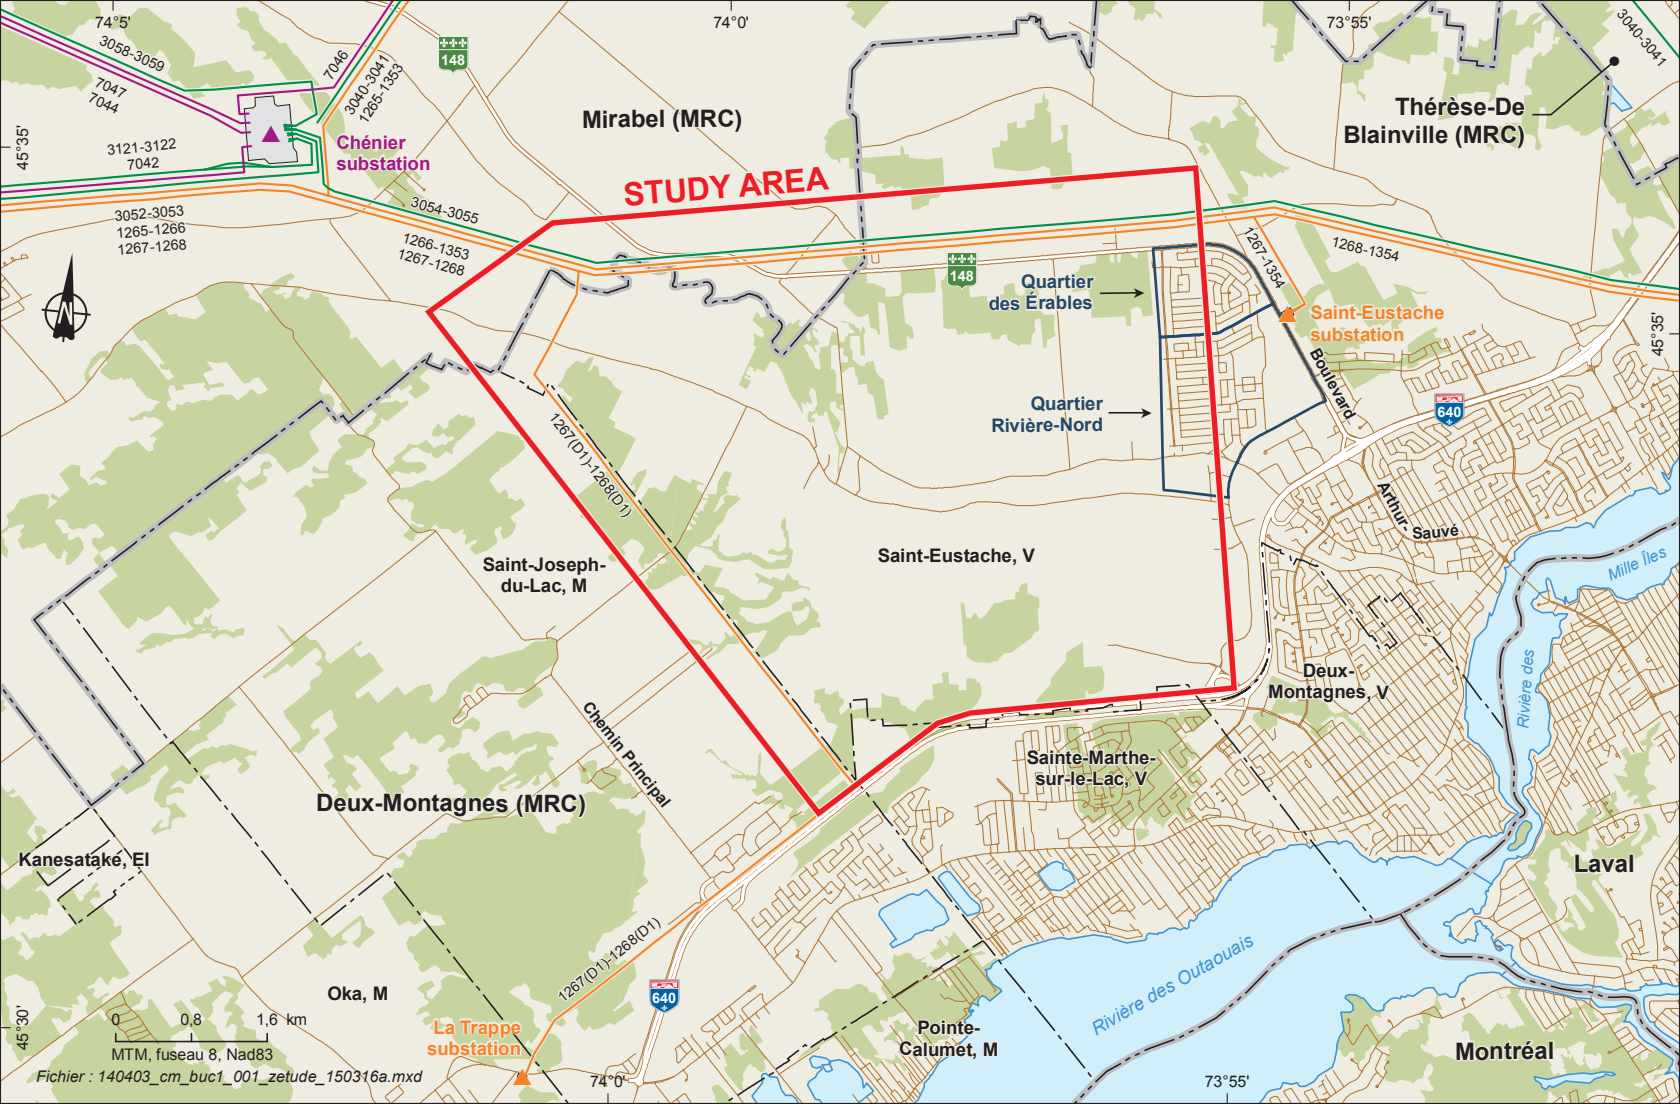 74°5'
74°0'
73°55'
3058-3059
7047
7044
7046
3040-3041
1265-1353
148
Mirabel (MRC)
3040-3041
Thérèse-De
Blainville (MRC)
45°35'
3121-3122
7042
Chénier
substation
STUDY AREA
3052-3053
1265-1266
1267-1268
3054-3055
1266-1353
1267-1268
148
1267-1354
1268-1354
Quartier
des Érables
Saint-Eustache
substation
45°35'
N
Boulevard
Quartier
Rivière-Nord
640
1267(D1)-1268(D1)
Arthur-
Sauvé
Saint-Joseph-
du-Lac, M
Saint-Eustache, V
Mille Îles
Rivière des
Deux-
Montagnes, V
Chemin Principal
Sainte-Marthe-
sur-le-Lac, V
Deux-Montagnes (MRC)
Kanesatake, EI
Laval
1267(D1)-1268(D1)
Rivière des Outaouais
Oka, M
640
45°30'
0 0,8 1,6 km
La Trappe
substation
Pointe-
Calumet, M
Montréal
MTM, fuseau 8, Nad83
Fichier : 140403_cm_buc1_001_zetude_150316a.mxd
74°0'
73°55'